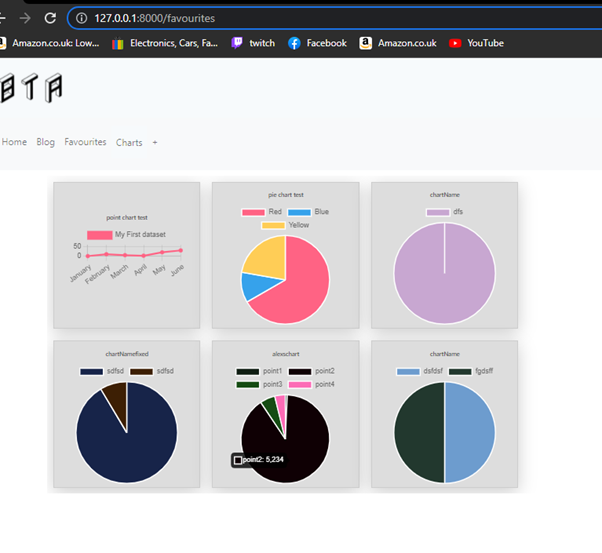 127.0.0.1:8000/favourites
Amazon.co.uk: Low... Electronics, Cars, Fa... twitch Facebook Amazon.co.uk YouTube
BTA
Home Blog Favourites Charts +
point chart test
My First dataset
50
0
January February March April May June
pie chart test
Red Blue
Yellow
chartName
dfs
chartNamefixed
sdfsd sdfsd
alexschart
point1 point2
point3 point4
point2: 5,234
chartName
dsfdsf fgdsff